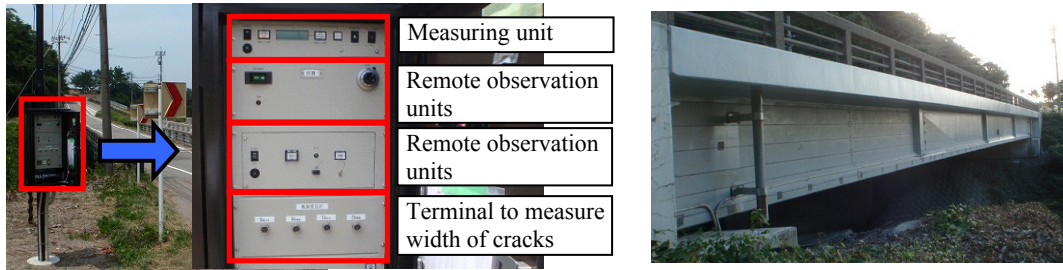 Measuring unit
Remote observation
units
Remote observation
units
Terminal to measure
width of cracks